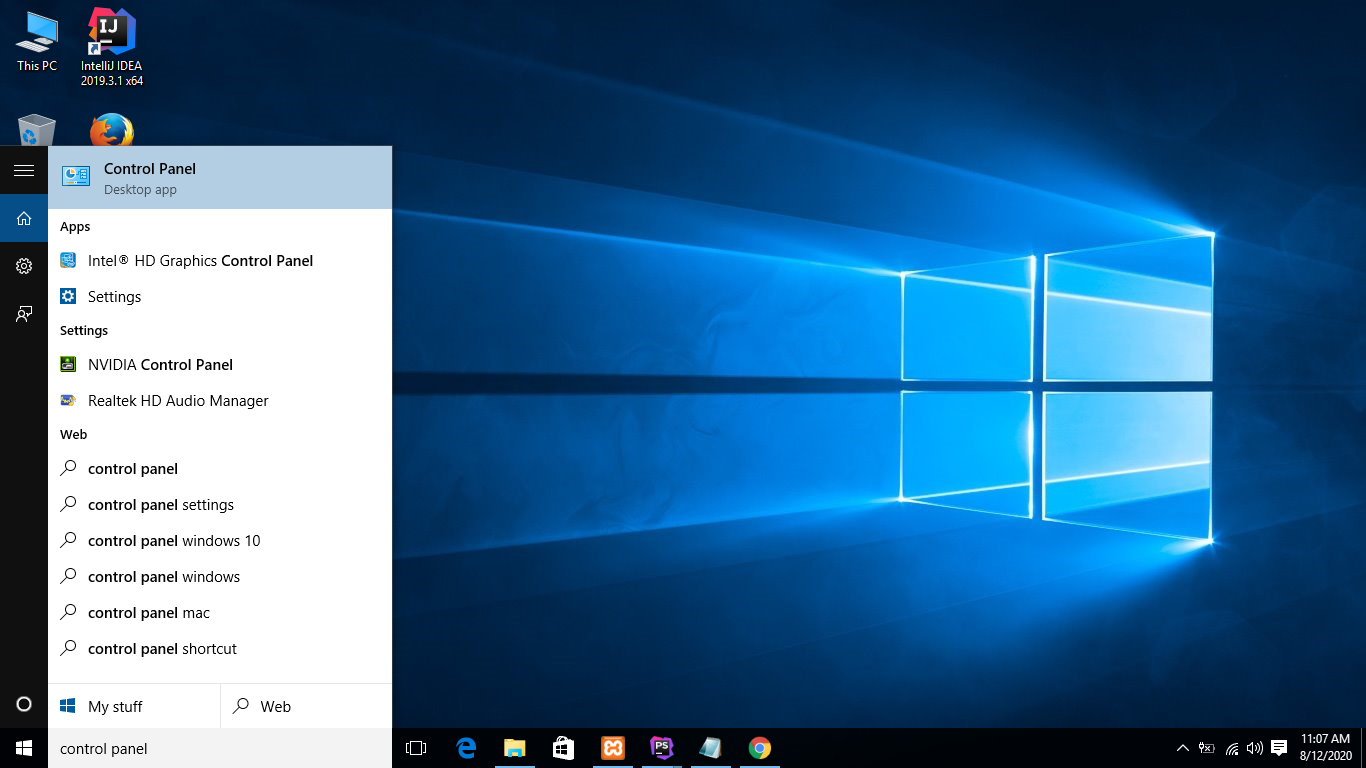 This PC
IntelliJ IDEA
2019.3.1 x64
Control Panel
Desktop app
Apps
Intel® HD Graphics Control Panel
Settings
Settings
NVIDIA Control Panel
Realtek HD Audio Manager
Web
control panel
control panel settings
control panel windows 10
control panel windows
control panel mac
control panel shortcut
My stuff
Web
control panel
11:07 AM
8/12/2020